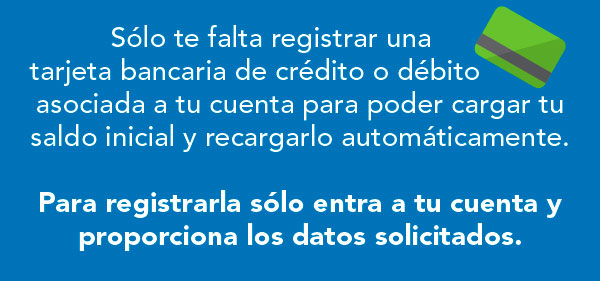 Sólo te falta registrar una
tarjeta bancaria de crédito o débito
asociada a tu cuenta para poder cargar tu
saldo inicial y recargarlo automáticamente.
Para registrarla sólo entra a tu cuenta y
proporciona los datos solicitados.